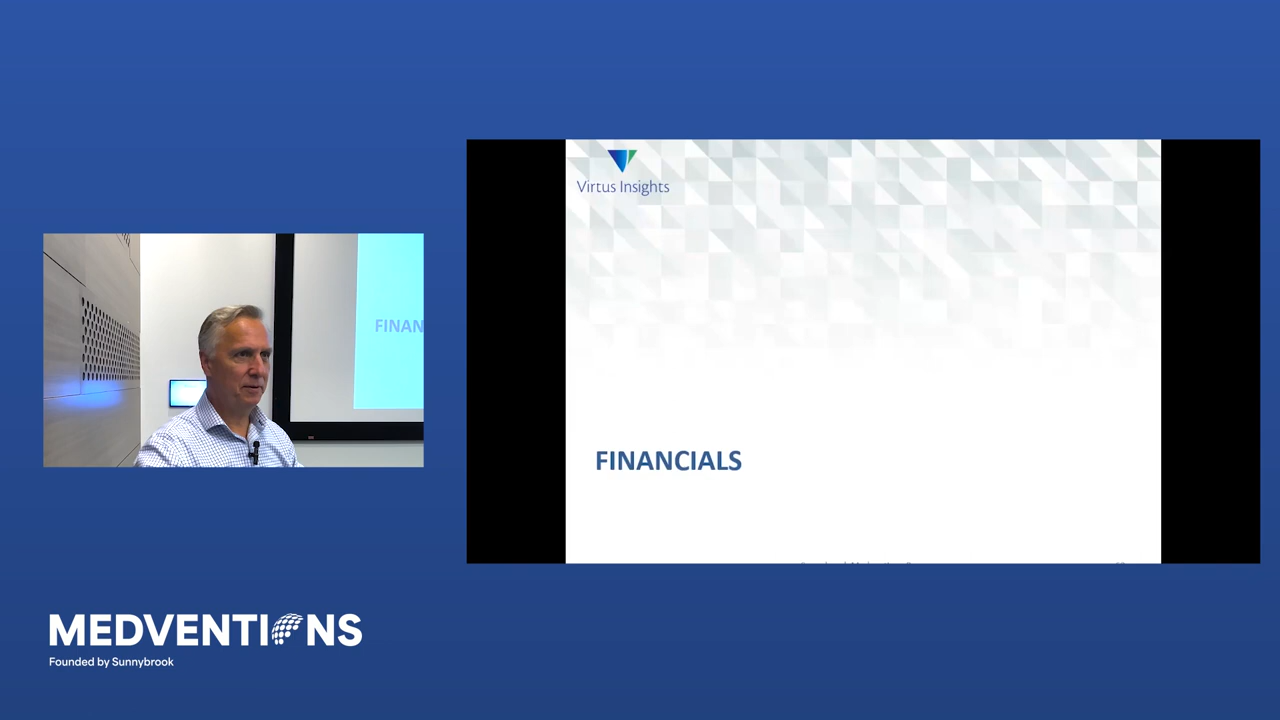 Virtus Insights
FINAN
FINANCIALS
MEDVENTIONS
Founded by Sunnybrook